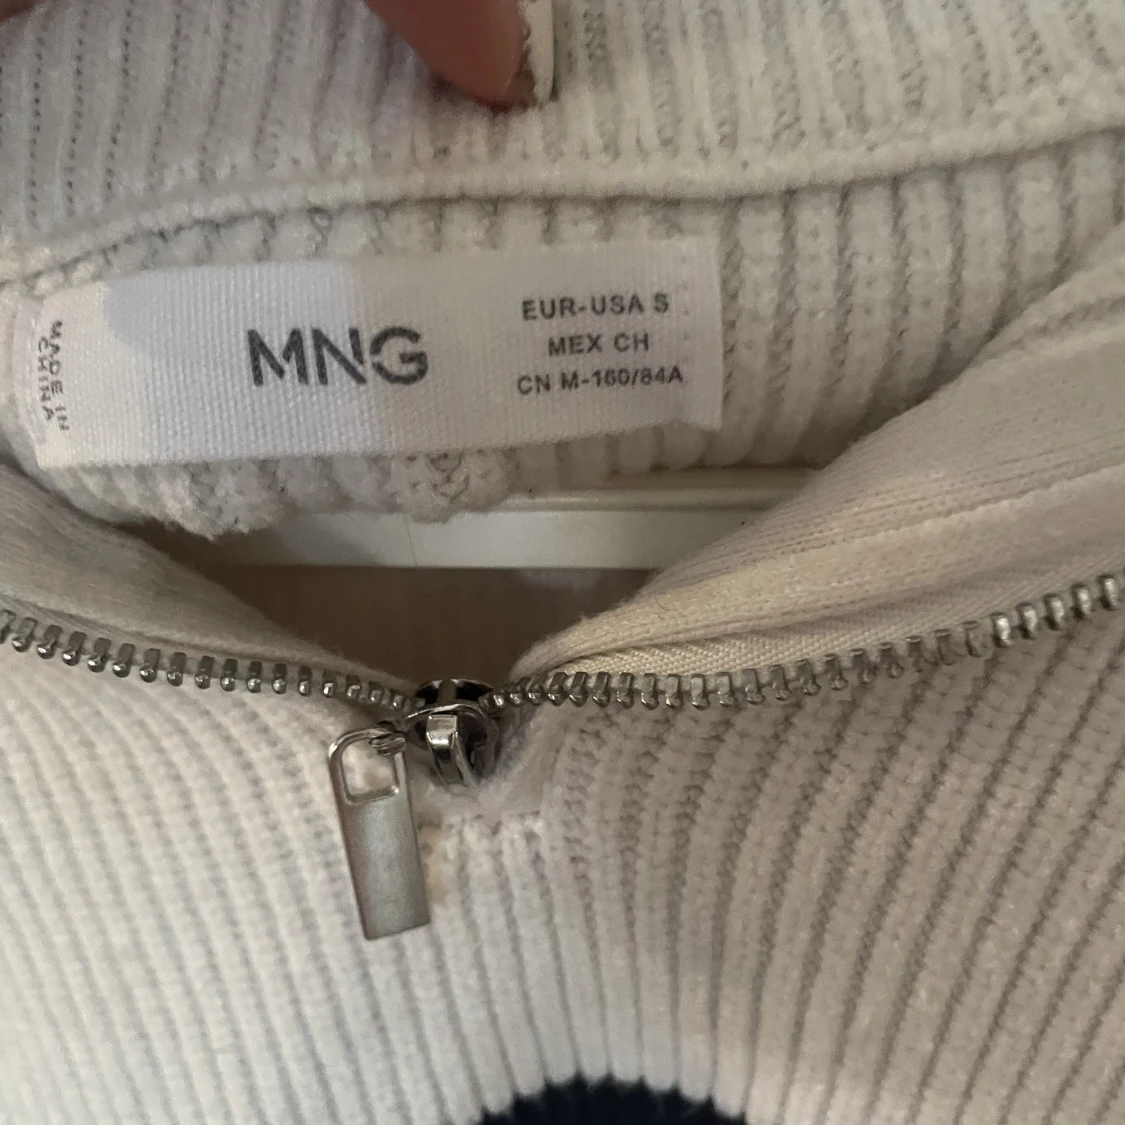 MADE IN
CHINA
MNG
EUR-USA S
MEX CH
CN M-160/84A